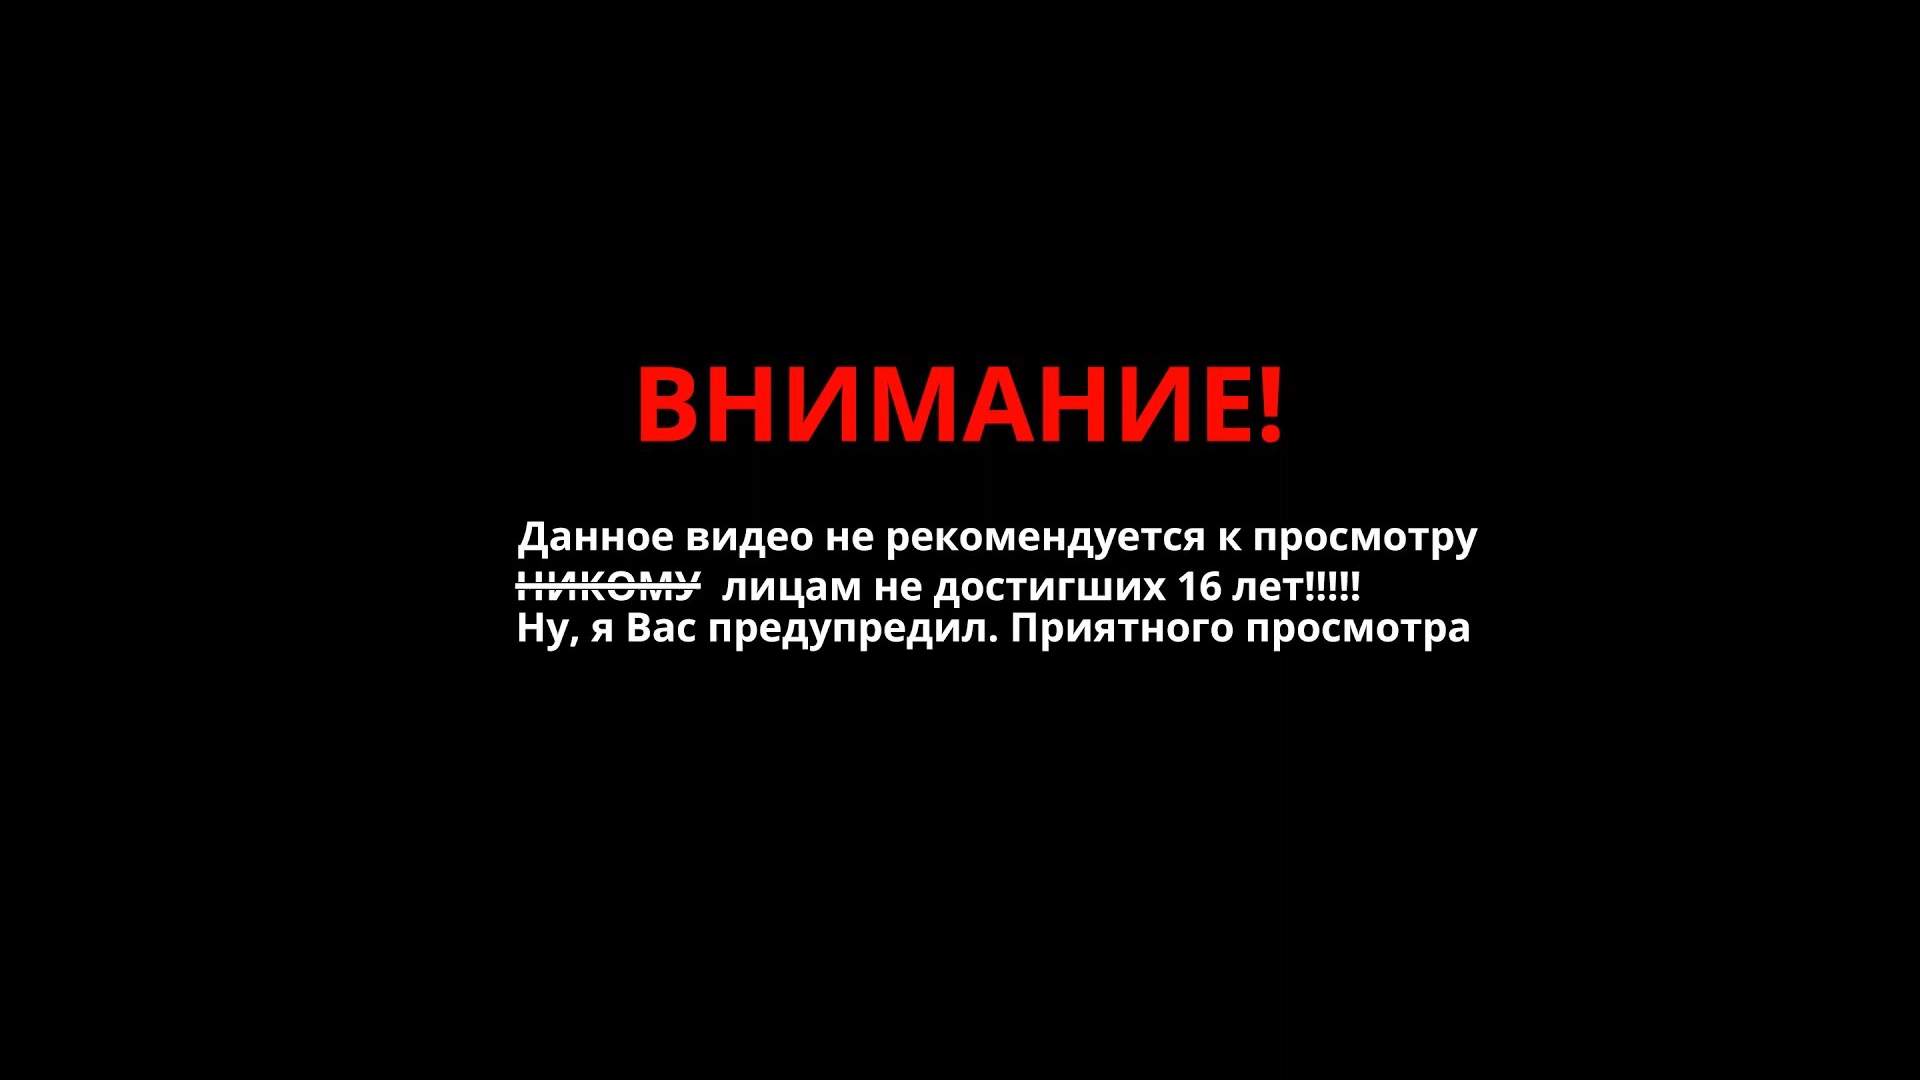 ВНИМАНИЕ!
Данное видео не рекомендуется к просмотру
НИКОМУ лицам не достигших 16 лет!!!!!
Ну, я Вас предупредил. Приятного просмотра